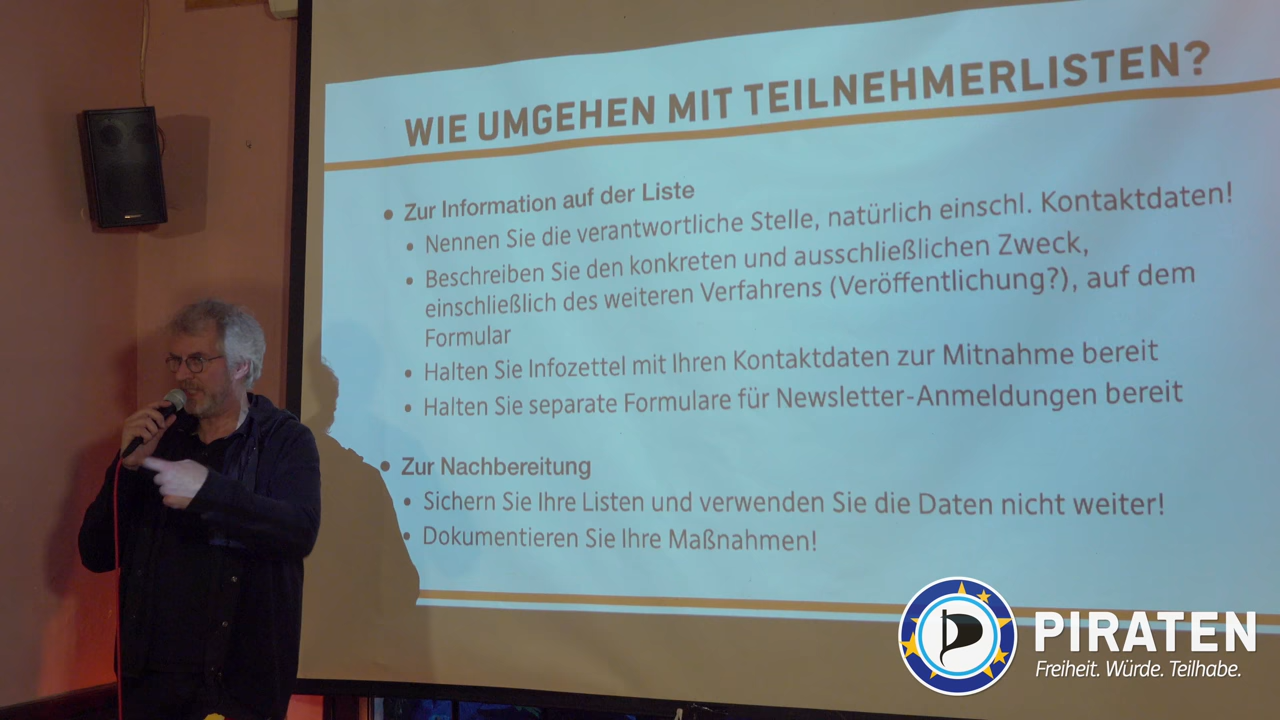 WIE UMGEHEN MIT TEILNEHMERLISTEN?
• Zur Information auf der Liste
• Nennen Sie die verantwortliche Stelle, natürlich einschl. Kontaktdaten!
• Beschreiben Sie den konkreten und ausschließlichen Zweck,
einschließlich des weiteren Verfahrens (Veröffentlichung?), auf dem
Formular
• Halten Sie Infozettel mit Ihren Kontaktdaten zur Mitnahme bereit
• Halten Sie separate Formulare für Newsletter-Anmeldungen bereit
• Zur Nachbereitung
• Sichern Sie Ihre Listen und verwenden Sie die Daten nicht weiter!
• Dokumentieren Sie Ihre Maßnahmen!
PIRATEN
Freiheit. Würde. Teilhabe.